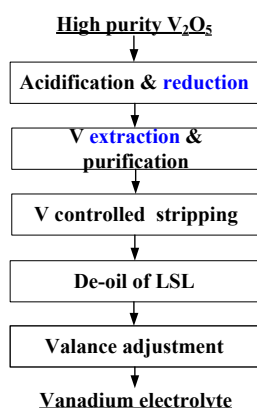 High purity V₂O₅
Acidification & reduction
V extraction &
purification
V controlled  stripping
De-oil of LSL
Valance adjustment
Vanadium electrolyte